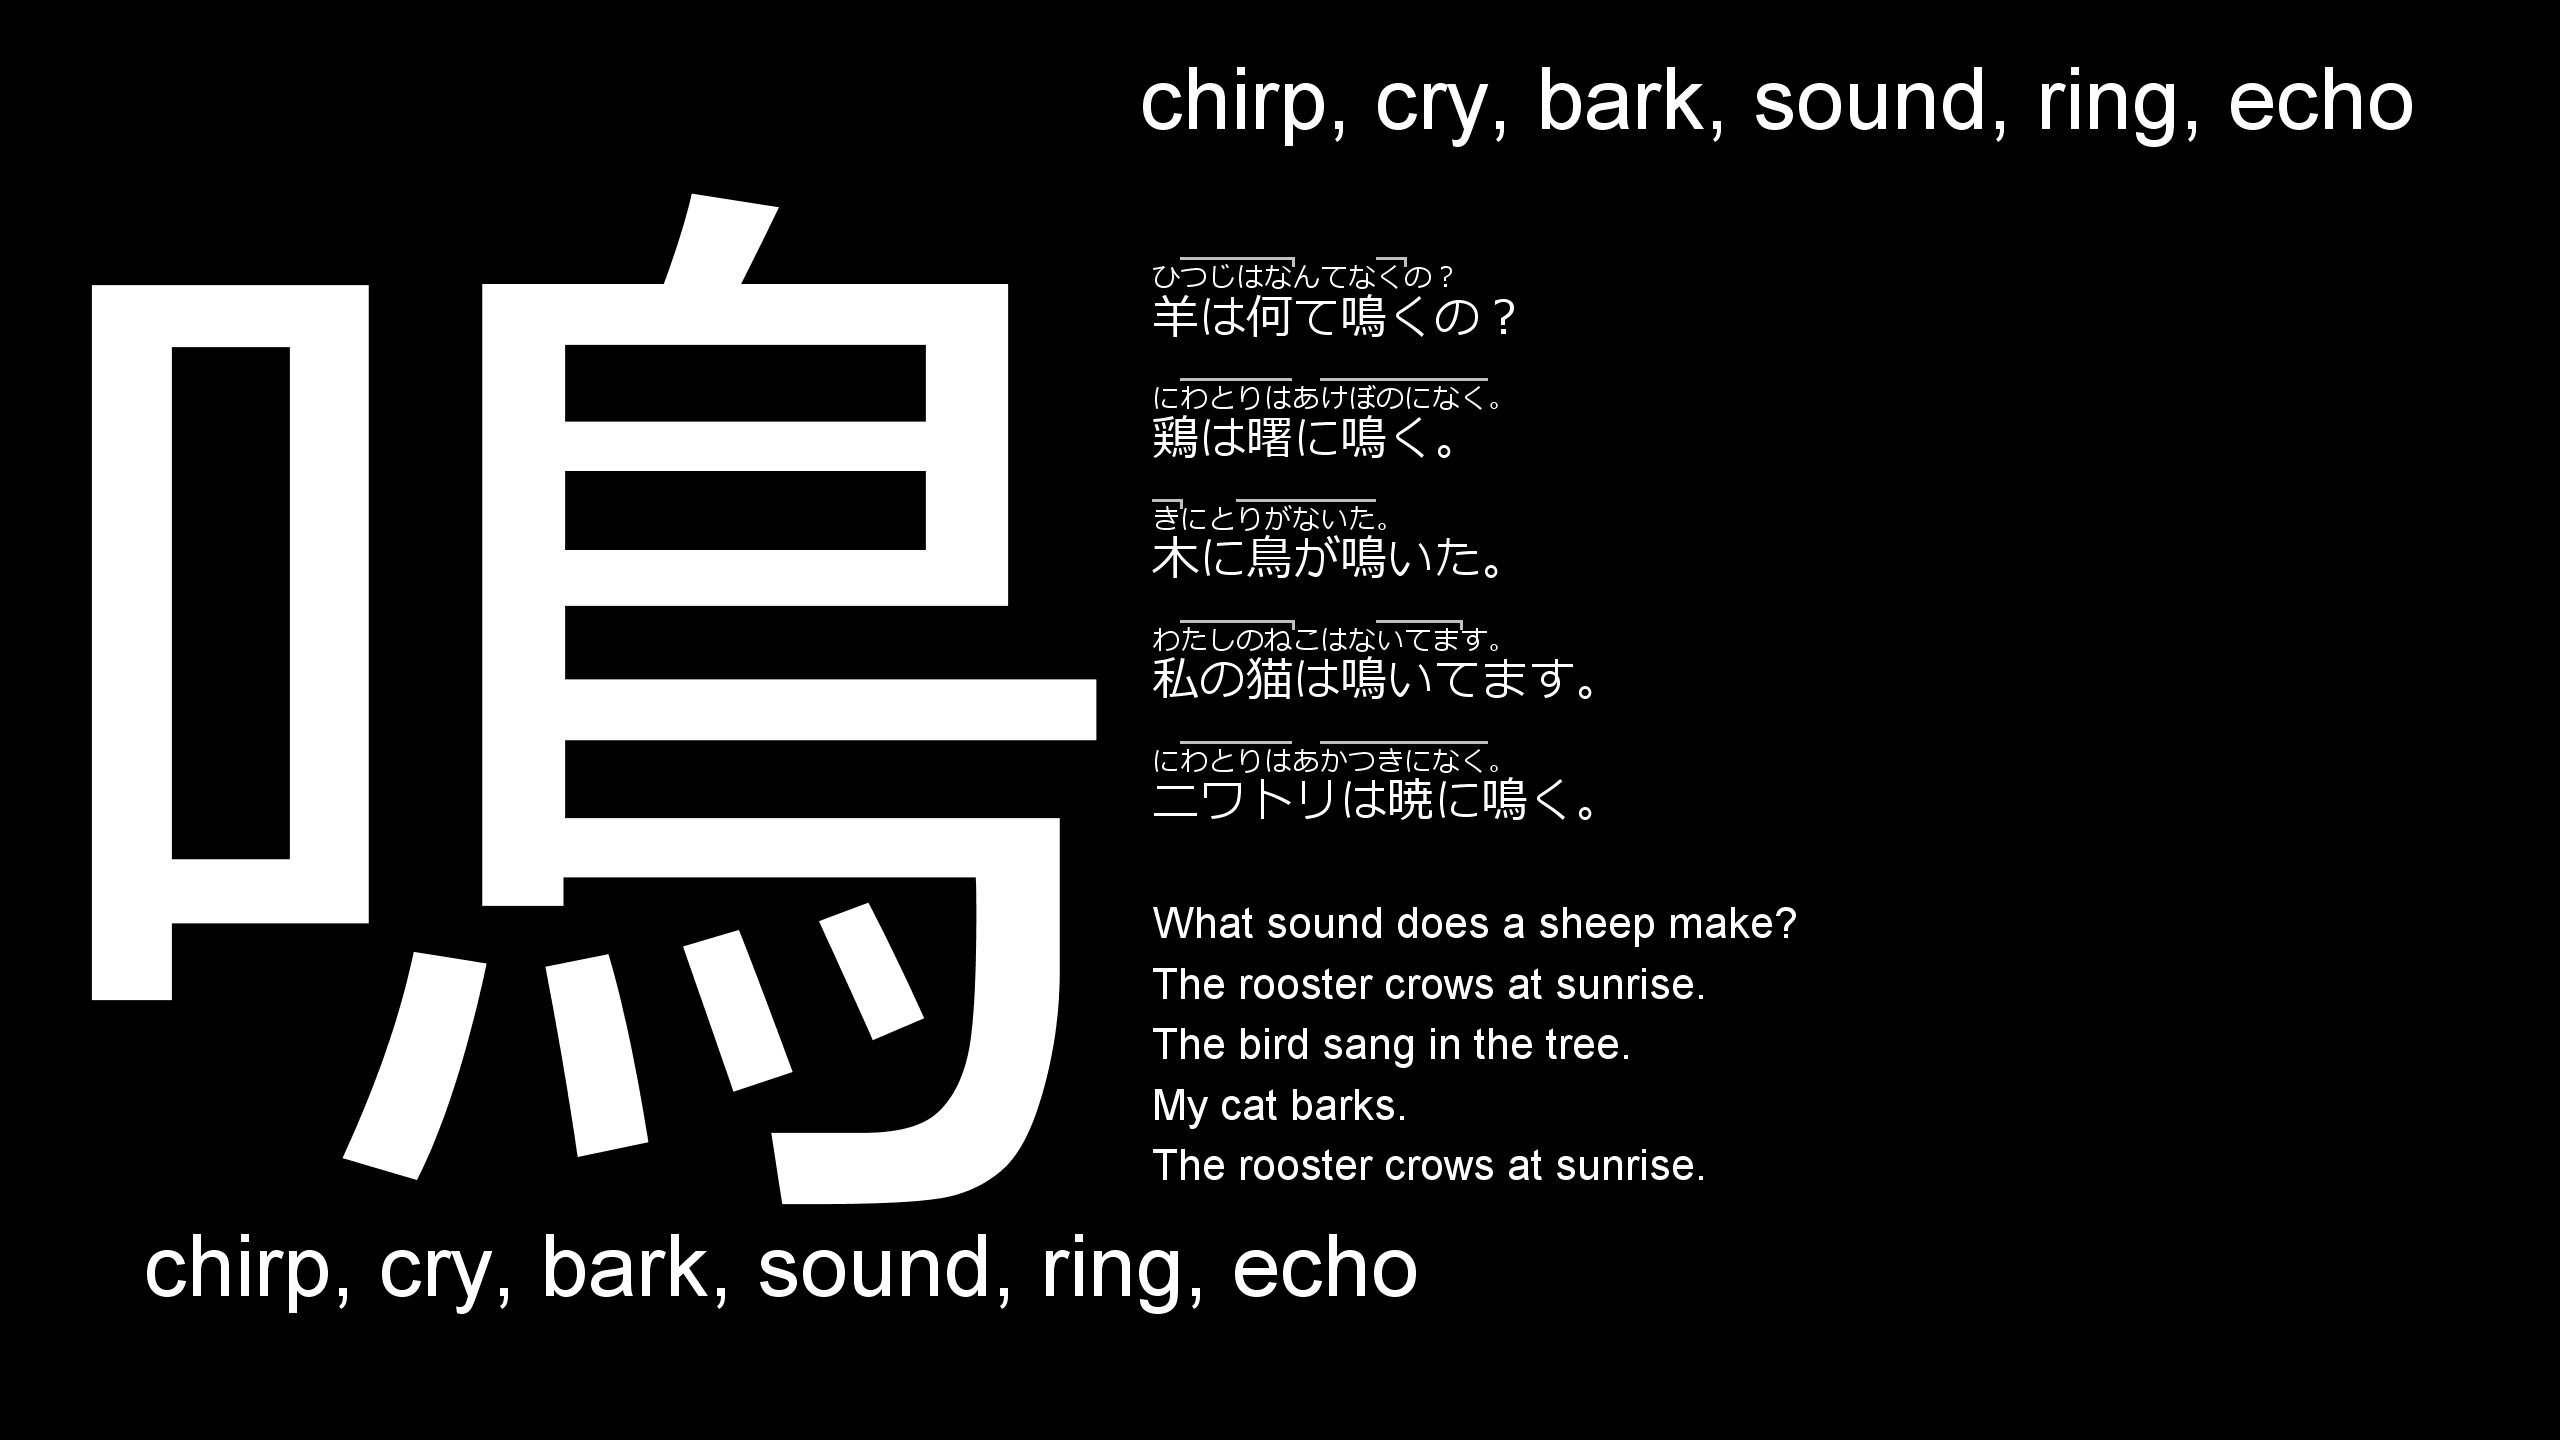 chirp, cry, bark, sound, ring, echo
鳴
ひつじはなんてなくの？
羊は何て鳴くの？
にわとりはあけぼのになく。
鶏は曙に鳴く。
きにとりがないた。
木に鳥が鳴いた。
わたしのねこはないてます。
私の猫は鳴いてます。
にわとりはあかつきになく。
ニワトリは暁に鳴く。
What sound does a sheep make?
The rooster crows at sunrise.
The bird sang in the tree.
My cat barks.
The rooster crows at sunrise.
chirp, cry, bark, sound, ring, echo